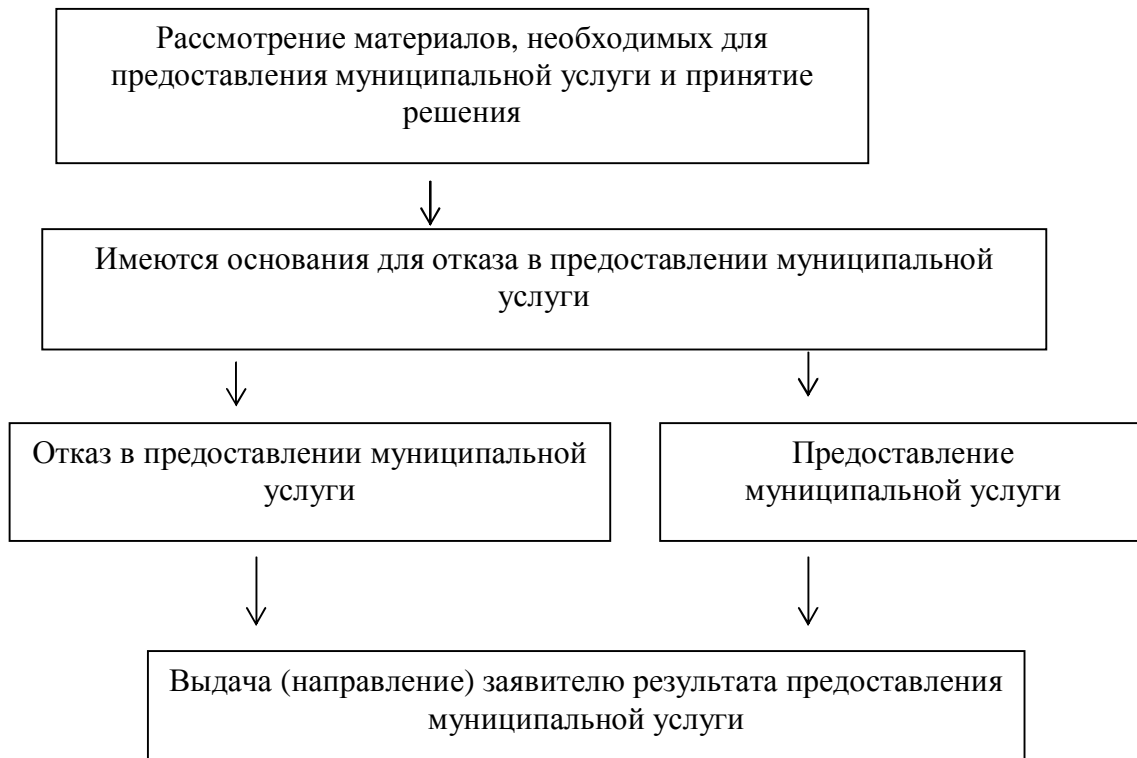 Рассмотрение материалов, необходимых для
предоставления муниципальной услуги и принятие
решения
Имеются основания для отказа в предоставлении муниципальной
услуги
Отказ в предоставлении муниципальной
услуги
Предоставление
муниципальной услуги
Выдача (направление) заявителю результата предоставления
муниципальной услуги